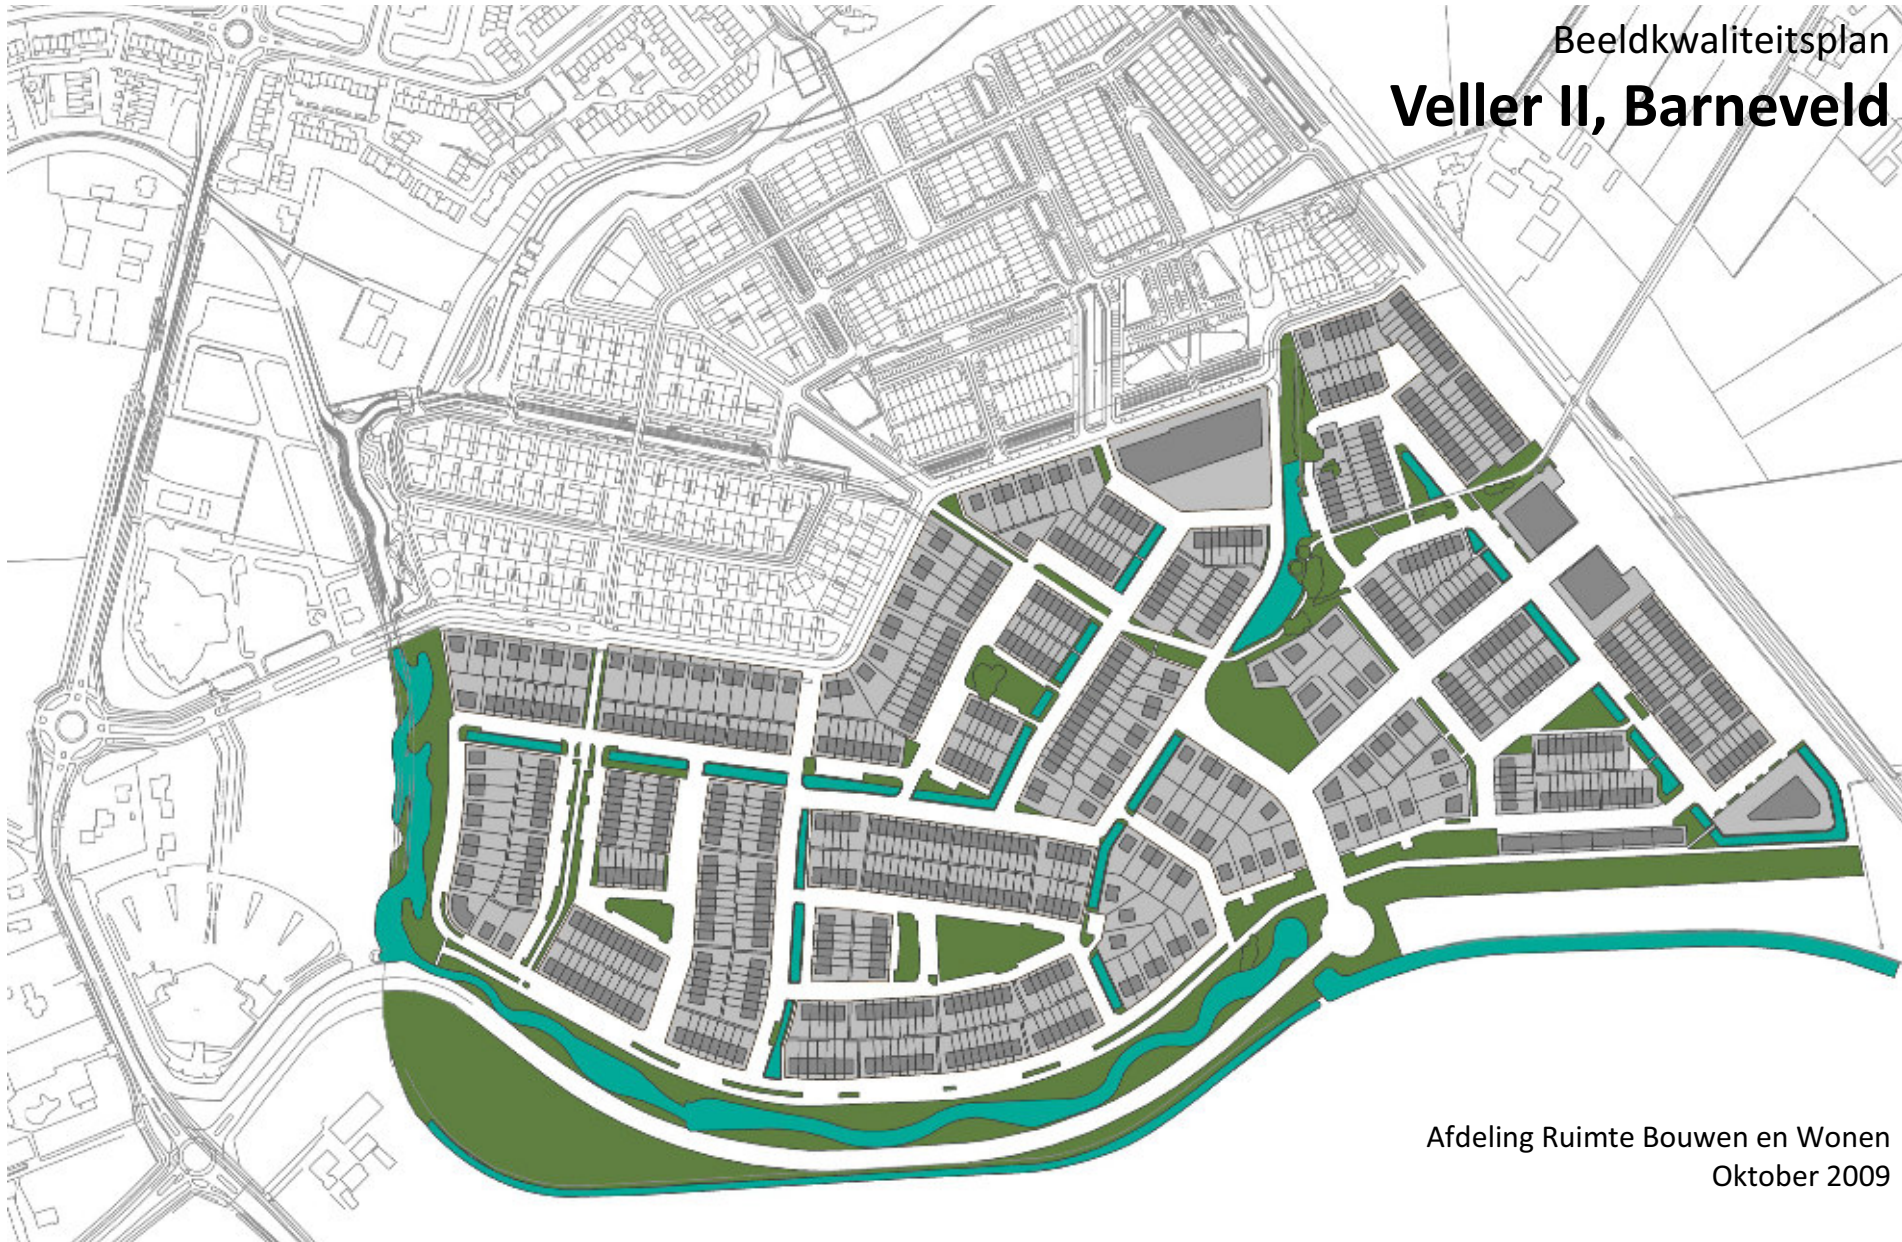 Beeldkwaliteitsplan
Veller II, Barneveld
Afdeling Ruimte Bouwen en Wonen
Oktober 2009